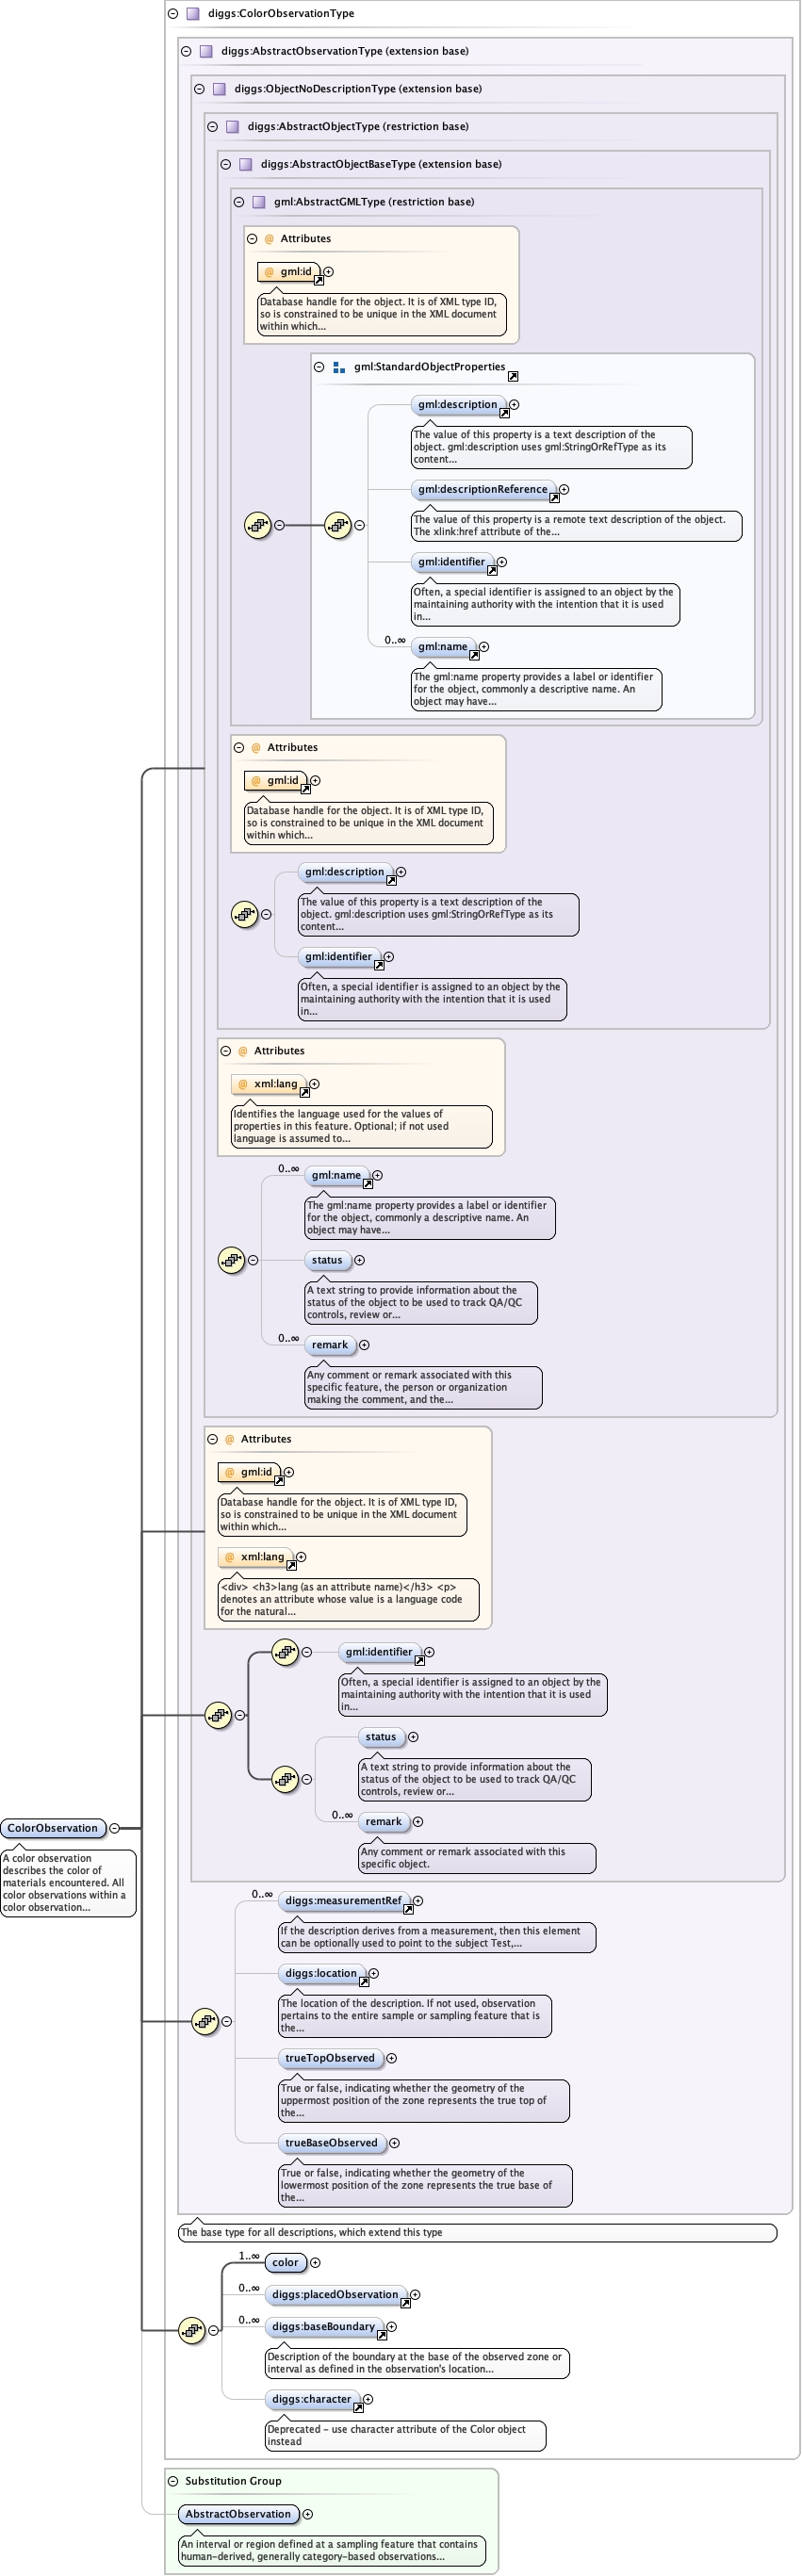 diggs:ColorObservationType
diggs:AbstractObservationType (extension base)
diggs:ObjectNoDescriptionType (extension base)
diggs:AbstractObjectType (restriction base)
diggs:AbstractObjectBaseType (extension base)
gml:AbstractGMLType (restriction base)
@ Attributes
@ gml:id
Database handle for the object. It is of XML type ID,
so is constrained to be unique in the XML document
within which...
gml:StandardObjectProperties
gml:description
The value of this property is a text description of the
object. gml:description uses gml:StringOrRefType as its
content...
gml:descriptionReference
The value of this property is a remote text description of the object.
The xlink:href attribute of the...
gml:identifier
Often, a special identifier is assigned to an object by the
maintaining authority with the intention that it is used
in...
0..∞
gml:name
The gml:name property provides a label or identifier
for the object, commonly a descriptive name. An
object may have...
@ Attributes
@ gml:id
Database handle for the object. It is of XML type ID,
so is constrained to be unique in the XML document
within which...
gml:description
The value of this property is a text description of the
object. gml:description uses gml:StringOrRefType as its
content...
gml:identifier
Often, a special identifier is assigned to an object by the
maintaining authority with the intention that it is used
in...
@ Attributes
@ xml:lang
Identifies the language used for the values of
properties in this feature. Optional; if not used
language is assumed to...
0..∞
gml:name
The gml:name property provides a label or identifier
for the object, commonly a descriptive name. An
object may have...
status
A text string to provide information about the
status of the object to be used to track QA/QC
controls, review or...
0..∞
remark
Any comment or remark associated with this
specific feature, the person or organization
making the comment, and the...
@ Attributes
@ gml:id
Database handle for the object. It is of XML type ID,
so is constrained to be unique in the XML document
within which...
@ xml:lang
<div> <h3>lang (as an attribute name)</h3> <p>
denotes an attribute whose value is a language code
for the natural...
gml:identifier
Often, a special identifier is assigned to an object by the
maintaining authority with the intention that it is used
in...
status
A text string to provide information about the
status of the object to be used to track QA/QC
controls, review or...
0..∞
remark
Any comment or remark associated with this
specific object.
ColorObservation
A color observation
describes the color of
materials encountered. All
color observations within a
color observation...
0..∞
diggs:measurementRef
If the description derives from a measurement, then this element
can be optionally used to point to the subject Test,...
diggs:location
The location of the description. If not used, observation
pertains to the entire sample or sampling feature that is
the...
trueTopObserved
True or false, indicating whether the geometry of the
uppermost position of the zone represents the true top of
the...
trueBaseObserved
True or false, indicating whether the geometry of the
lowermost position of the zone represents the true base of
the...
The base type for all descriptions, which extend this type
1..∞
color
0..∞
diggs:placedObservation
0..∞
diggs:baseBoundary
Description of the boundary at the base of the observed zone or
interval as defined in the observation's location...
diggs:character
Deprecated - use character attribute of the Color object
instead
Substitution Group
AbstractObservation
An interval or region defined at a sampling feature that contains
human-derived, generally category-based observations...